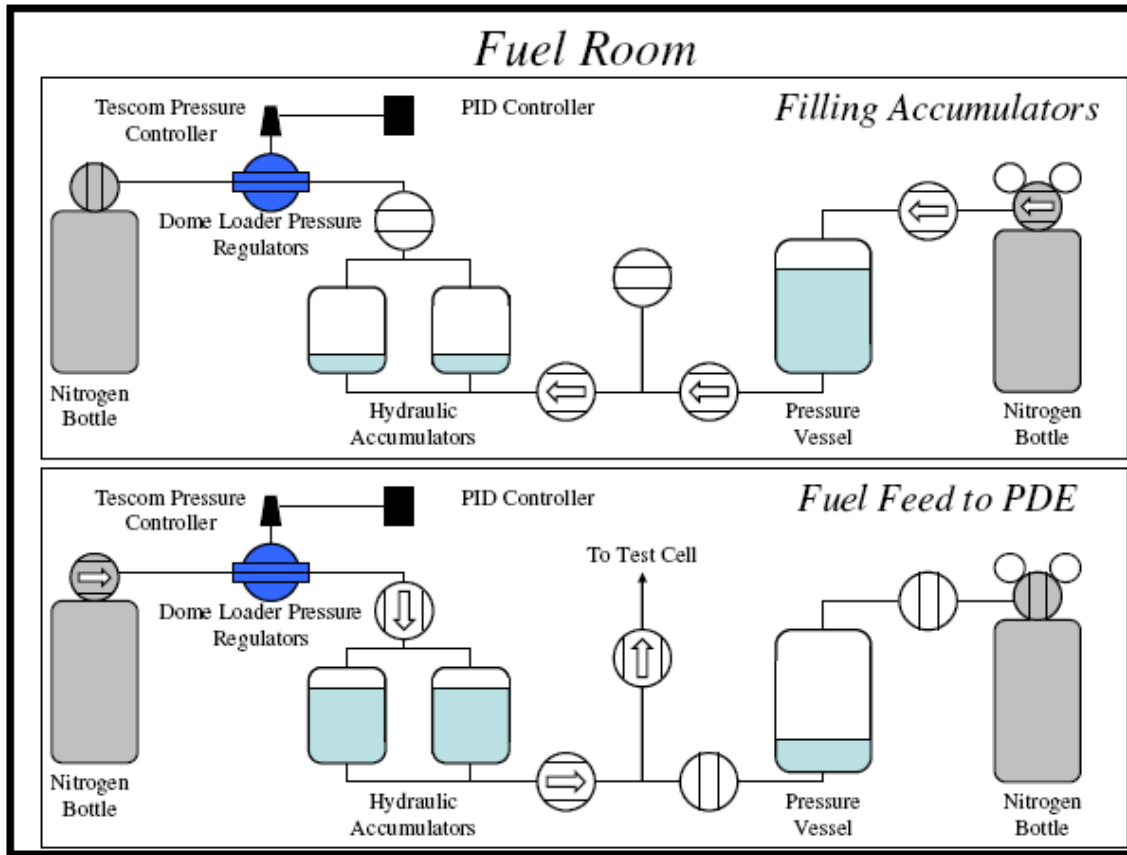 Fuel Room
Filling Accumulators
Tescom Pressure
Controller
PID Controller
Dome Loader Pressure
Regulators
Nitrogen
Bottle
Hydraulic
Accumulators
Pressure
Vessel
Nitrogen
Bottle
Fuel Feed to PDE
Tescom Pressure
Controller
PID Controller
To Test Cell
Dome Loader Pressure
Regulators
Nitrogen
Bottle
Hydraulic
Accumulators
Pressure
Vessel
Nitrogen
Bottle